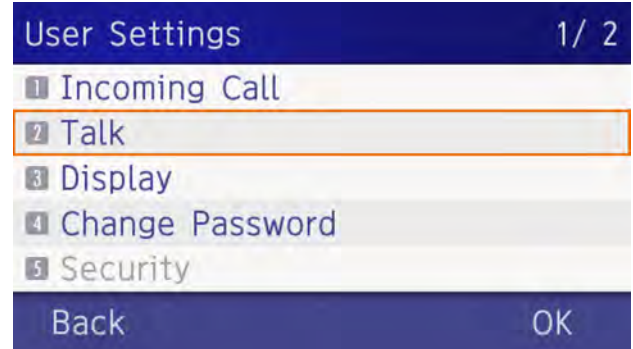 User Settings 1/ 2
1 Incoming Call
2 Talk
3 Display
4 Change Password
5 Security
Back OK